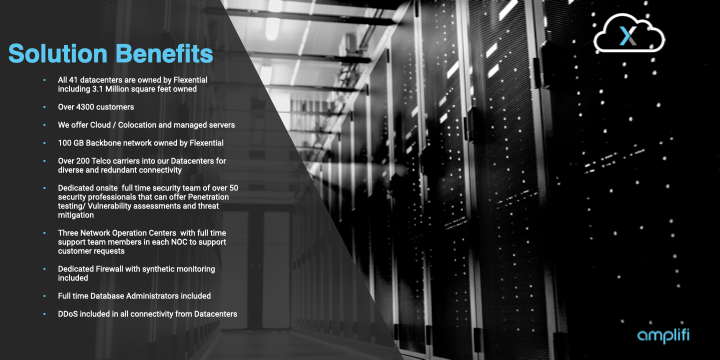 Solution Benefits
• All 41 datacenters are owned by Flexential
including 3.1 Million square feet owned
• Over 4300 customers
• We offer Cloud / Colocation and managed servers
• 100 GB Backbone network owned by Flexential
• Over 200 Telco carriers into our Datacenters for
diverse and redundant connectivity
• Dedicated onsite full time security team of over 50
security professionals that can offer Penetration
testing/ Vulnerability assessments and threat
mitigation
• Three Network Operation Centers with full time
support team members in each NOC to support
customer requests
• Dedicated Firewall with synthetic monitoring
included
• Full time Database Administrators included
• DDoS included in all connectivity from Datacenters
X
amplifi